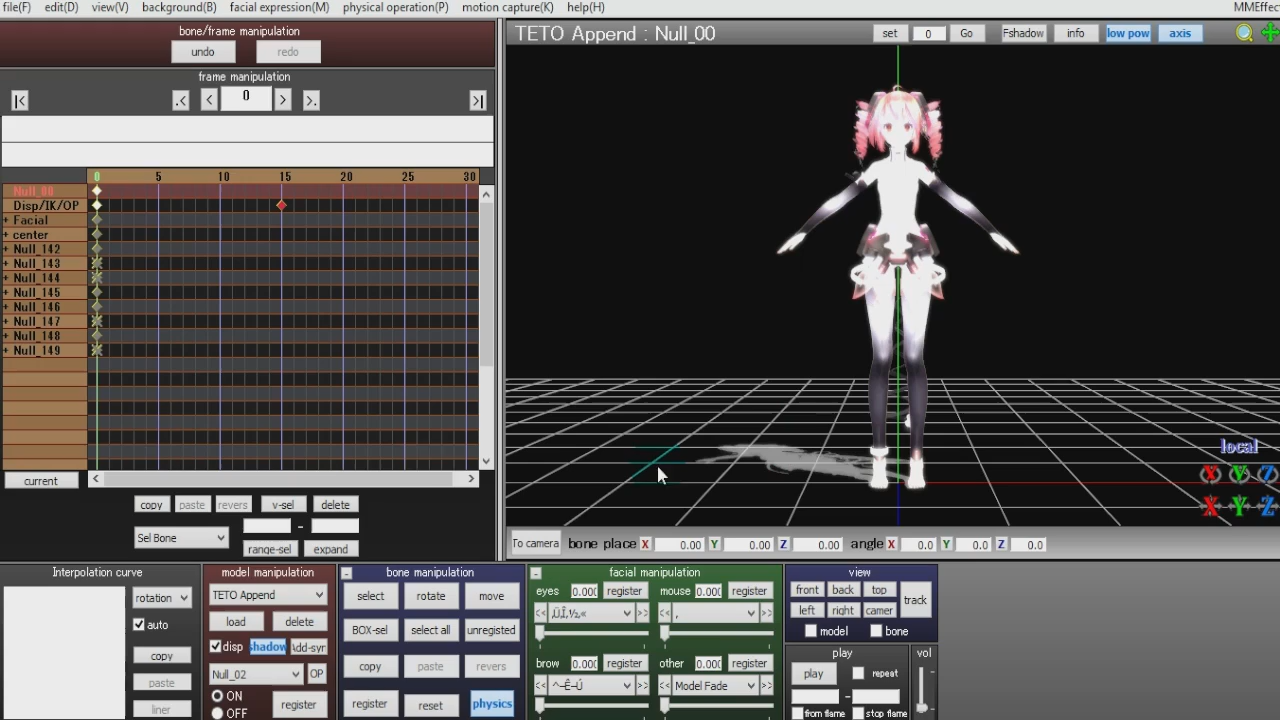 file(F) edit(D) view(V) background(B) facial expression(M) physical operation(P) motion capture(K) help(H) MMEffec
bone/frame manipulation
undo redo
frame manipulation
|< .< < 0 > >. >|
TETO Append : Null_00 set 0 Go Fshadow info low pow axis
0 5 10 15 20 25 30
Null_00
Disp/IK/OP
+ Facial
+ center
+ Null_142
+ Null_143
+ Null_144
+ Null_145
+ Null_146
+ Null_147
+ Null_148
+ Null_149
current
copy paste revers v-sel delete
Sel Bone -
range-sel expand
local
X Y Z
X Y Z
To camera bone place X 0.00 Y 0.00 Z 0.00 angle X 0.0 Y 0.0 Z 0.0
Interpolation curve
rotation
auto
copy
paste
liner
model manipulation
TETO Append
load delete
disp shadow Add-syn
Null_02 OP
ON
OFF
register
- bone manipulation
select rotate move
BOX-sel select all unregisted
copy paste revers
register reset physics
- facial manipulation
eyes 0.000 register mouse 0.000 register
<< ‚Ü‚Î,½‚« >> << , >>
brow 0.000 register other 0.000 register
<< ^–Ê–Ú >> << Model Fade >>
view
front back top track
left right camer
model bone
play
play repeat
-
from flame stop flame
vol